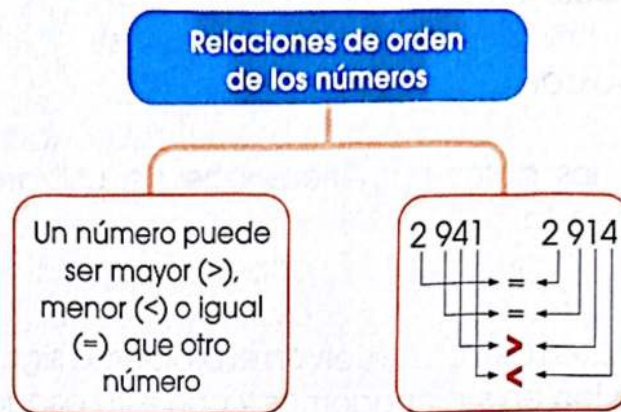 Relaciones de orden
de los números
Un número puede
ser mayor (>),
menor (<) o igual
(=) que otro
número
2 941 2 914
=
=
>
<